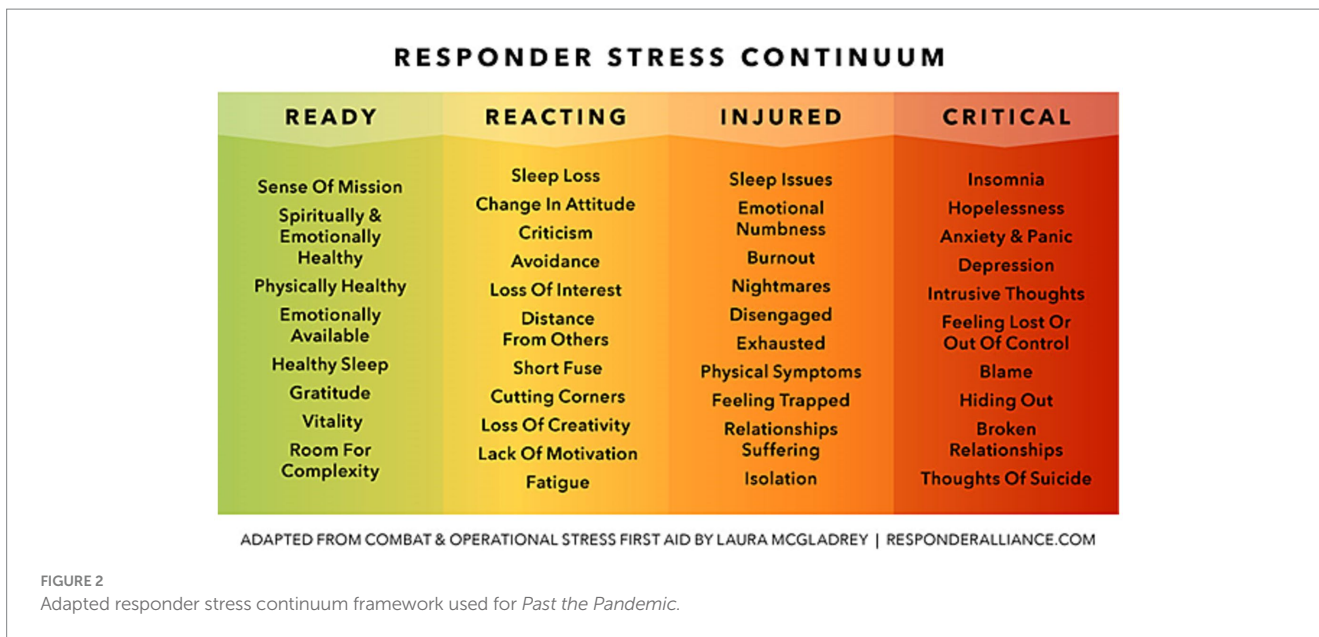 RESPONDER STRESS CONTINUUM
READY
Sense Of Mission
Spiritually &
Emotionally
Healthy
Physically Healthy
Emotionally
Available
Healthy Sleep
Gratitude
Vitality
Room For
Complexity
REACTING
Sleep Loss
Change In Attitude
Criticism
Avoidance
Loss Of Interest
Distance
From Others
Short Fuse
Cutting Corners
Loss Of Creativity
Lack Of Motivation
Fatigue
INJURED
Sleep Issues
Emotional
Numbness
Burnout
Nightmares
Disengaged
Exhausted
Physical Symptoms
Feeling Trapped
Relationships
Suffering
Isolation
CRITICAL
Insomnia
Hopelessness
Anxiety & Panic
Depression
Intrusive Thoughts
Feeling Lost Or
Out Of Control
Blame
Hiding Out
Broken
Relationships
Thoughts Of Suicide
ADAPTED FROM COMBAT & OPERATIONAL STRESS FIRST AID BY LAURA MCGLADREY | RESPONDERALLIANCE.COM
FIGURE 2
Adapted responder stress continuum framework used for Past the Pandemic.